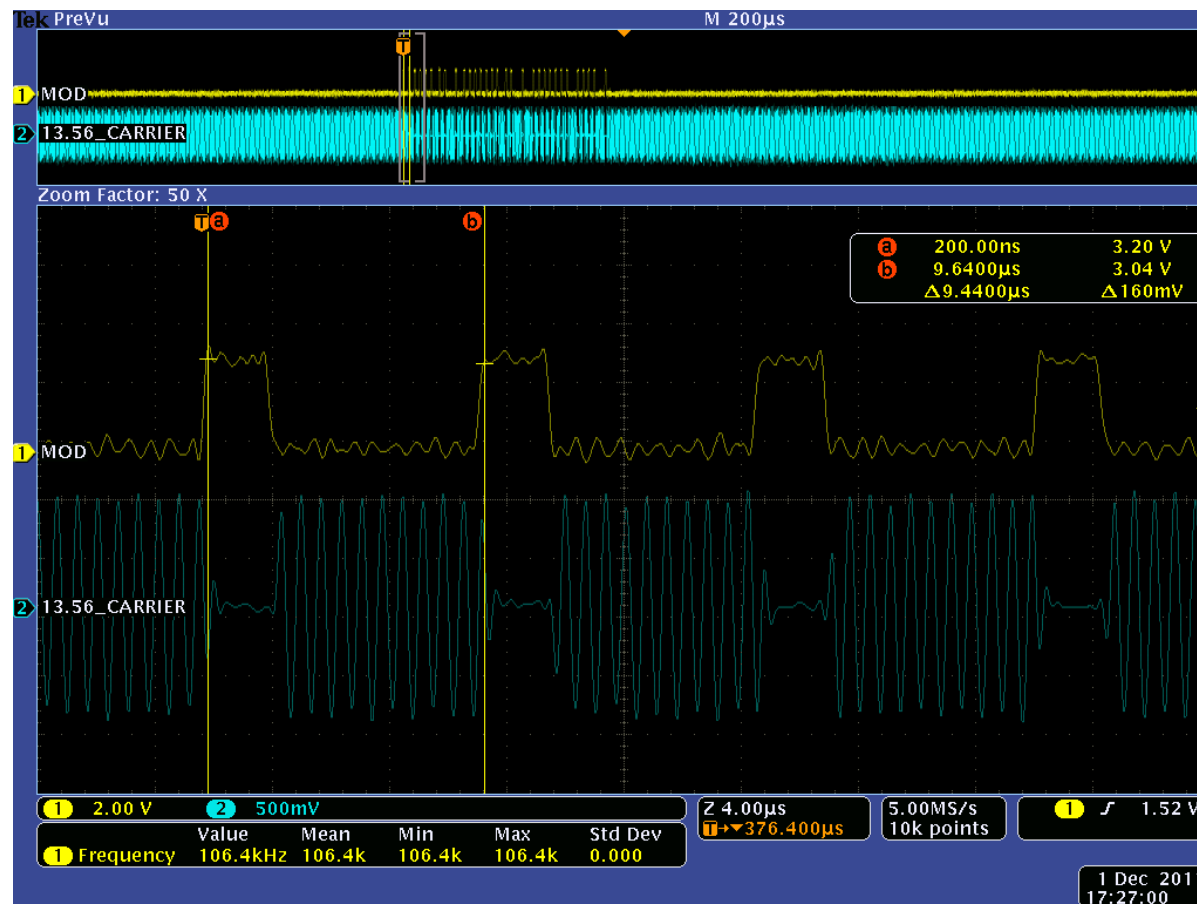 Tek PreVu M 200µs
T
1 MOD
2 13.56_CARRIER
Zoom Factor: 50 X
T a b
a 200.00ns 3.20 V
b 9.6400µs 3.04 V
Δ9.4400µs Δ160mV
1 MOD
2 13.56_CARRIER
1 2.00 V 2 500mV
Z 4.00µs
T→▼376.400µs
5.00MS/s
10k points
1 1.52 V
Value Mean Min Max Std Dev
1 Frequency 106.4kHz 106.4k 106.4k 106.4k 0.000
1 Dec 201
17:27:00